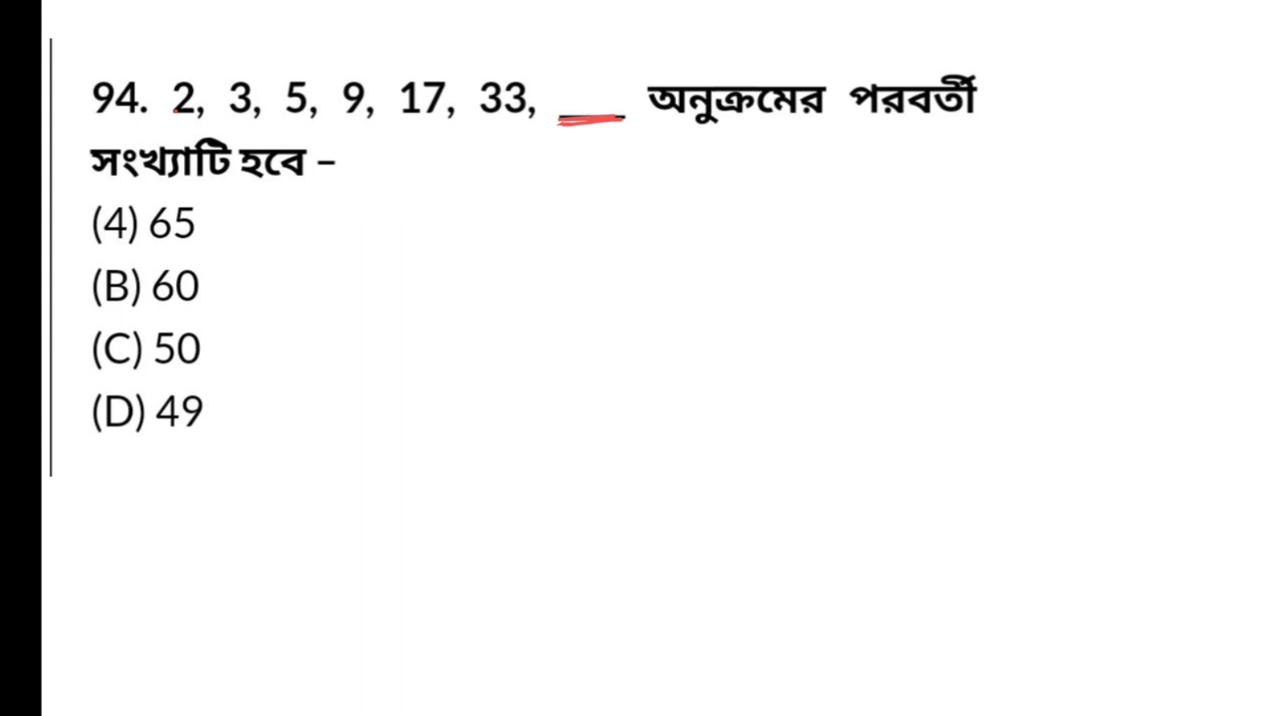 94. 2, 3, 5, 9, 17, 33, ___ অনুক্রমের পরবর্তী
সংখ্যাটি হবে –
(4) 65
(B) 60
(C) 50
(D) 49